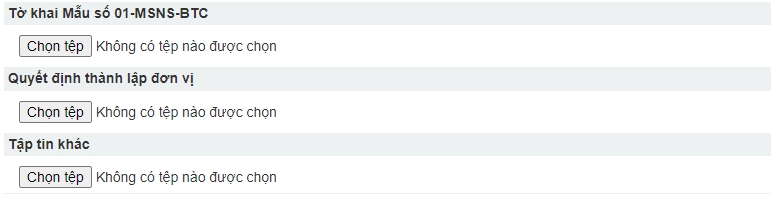 Tờ khai Mẫu số 01-MSNS-BTC
Chọn tệp Không có tệp nào được chọn
Quyết định thành lập đơn vị
Chọn tệp Không có tệp nào được chọn
Tập tin khác
Chọn tệp Không có tệp nào được chọn